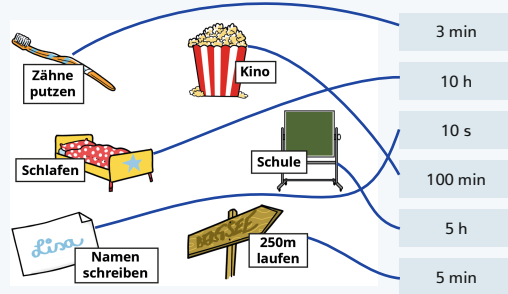 Zähne
putzen
Kino
3 min
10 h
Schlafen
Schule
10 s
100 min
Lisa
Namen
schreiben
BERGSEE
250m
laufen
5 h
5 min